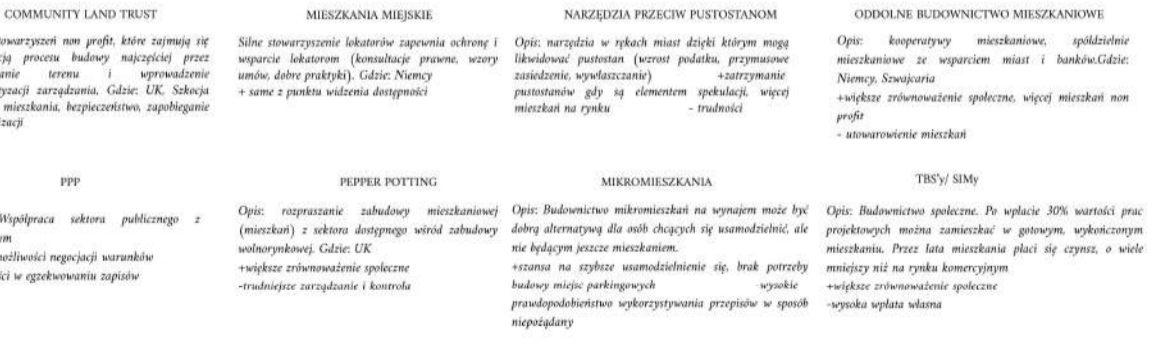 COMMUNITY LAND TRUST
owarzyszeń non profit, które zajmują się
cją procesu budowy najczęściej przez
anie terenu i wprowadzenie
yzacji zarządzania. Gdzie: UK, Szkocja
mieszkania, bezpieczeństwo, zapobieganie
zacji
MIESZKANIA MIEJSKIE
Silne stowarzyszenie lokatorów zapewnia ochronę i
wsparcie lokatorom (konsultacje prawne, wzory
umów, dobre praktyki). Gdzie: Niemcy
+ same z punktu widzenia dostępności
NARZĘDZIA PRZECIW PUSTOSTANOM
Opis: narzędzia w rękach miast dzięki którym mogą
likwidować pustostan (wzrost podatku, przymusowe
zasiedzenie, wywłaszczanie) +zatrzymanie
pustostanów gdy są elementem spekulacji, więcej
mieszkań na rynku - trudności
ODDOLNE BUDOWNICTWO MIESZKANIOWE
Opis: kooperatywy mieszkaniowe, spółdzielnie
mieszkaniowe ze wsparciem miast i banków.Gdzie:
Niemcy, Szwajcaria
+większe zrównoważenie społeczne, więcej mieszkań non
profit
- utowarowienie mieszkań
PPP
Współpraca sektora publicznego z
ym
ożliwości negocjacji warunków
ści w egzekwowaniu zapisów
PEPPER POTTING
Opis: rozpraszanie zabudowy mieszkaniowej
(mieszkań) z sektora dostępnego wśród zabudowy
wolnorynkowej. Gdzie: UK
+większe zrównoważenie społeczne
-trudniejsze zarządzanie i kontrola
MIKROMIESZKANIA
Opis: Budownictwo mikromieszkań na wynajem może być
dobrą alternatywą dla osób chcących się usamodzielnić, ale
nie będącym jeszcze mieszkaniem.
+szansa na szybsze usamodzielnienie się, brak potrzeby
budowy miejsc parkingowych -wysokie
prawdopodobieństwo wykorzystywania przepisów w sposób
niepożądany
TBS'y/ SIMy
Opis: Budownictwo społeczne. Po wpłacie 30% wartości prac
projektowych można zamieszkać w gotowym, wykończonym
mieszkaniu. Przez lata mieszkania płaci się czynsz, o wiele
mniejszy niż na rynku komercyjnym
+większe zrównoważenie społeczne
-wysoka wpłata własna